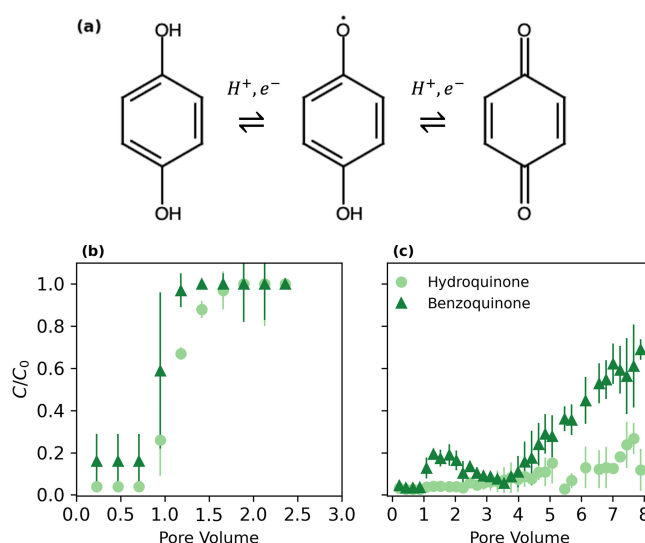 (a)
OH
OH
H⁺, e⁻
⇌
O
OH
H⁺, e⁻
⇌
O
O
(b)
C/C₀
1.0
0.8
0.6
0.4
0.2
0.0
0.0 0.5 1.0 1.5 2.0 2.5 3.0
Pore Volume
(c)
Hydroquinone
Benzoquinone
0 1 2 3 4 5 6 7 8
Pore Volume